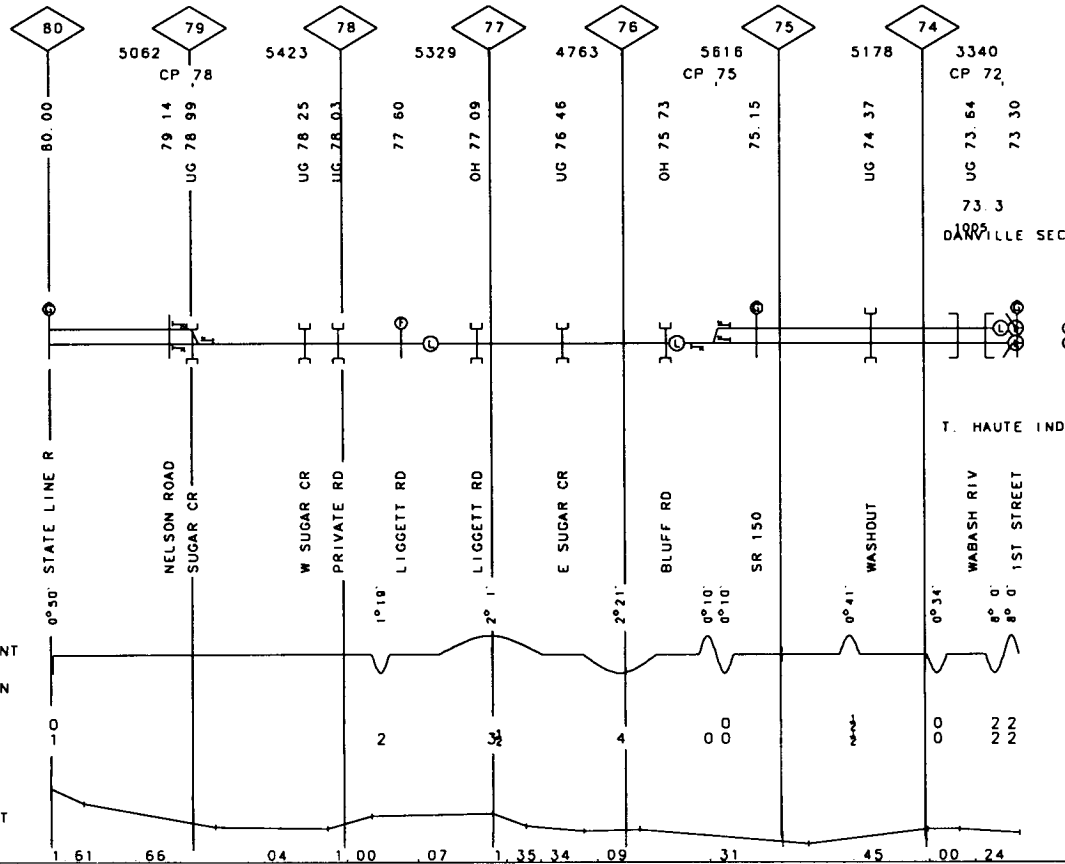 80 79 78 77 76 75 74
5062 5423 5329 4763 5616 5178 3340
CP 78 CP 75 CP 72
80.00
79 14
UG 78 99
UG 78 25
UG 78 03
77 60
OH 77 09
UG 76 46
OH 75 73
75.15
UG 74 37
UG 73.64
73 30
73.3
1005
DANVILLE SEC
G F G G
L L L
T. HAUTE IND
STATE LINE R
NELSON ROAD
SUGAR CR
W SUGAR CR
PRIVATE RD
LIGGETT RD
LIGGETT RD
E SUGAR CR
BLUFF RD
SR 150
WASHOUT
WABASH RIV
1ST STREET
0°50' 1°19' 2°1' 2°21' 0°10' 0°10' 0°41' 0°34' 8°0' 8°0'
NT
N
0 0 ½ 0 2 2
1 2 3½ 4 0 0 ½ 0 2 2
T
1 61 .66 04 1.00 .07 1.35.34 .09 .31 .45 .00 .24